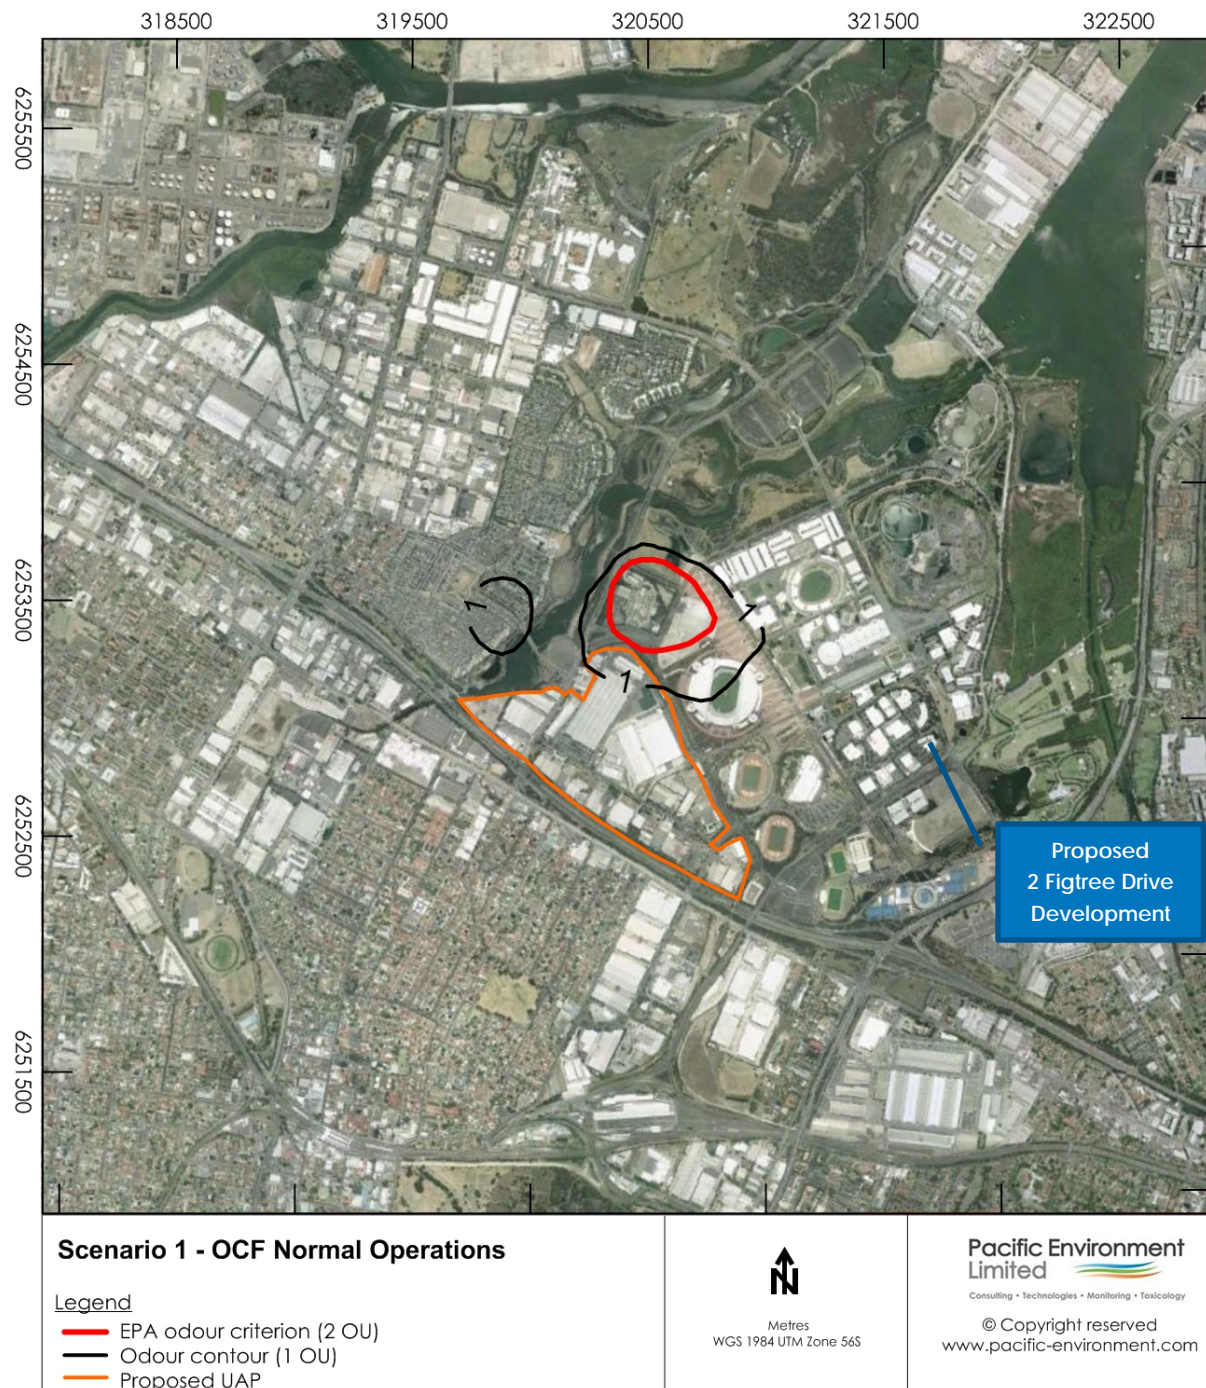 318500 319500 320500 321500 322500
6255500
6254500
6253500
6252500
6251500
1
1
1
Proposed
2 Figtree Drive
Development
Scenario 1 - OCF Normal Operations
Legend
EPA odour criterion (2 OU)
Odour contour (1 OU)
Proposed UAP
N
Metres
WGS 1984 UTM Zone 56S
Pacific Environment
Limited
Consulting • Technologies • Monitoring • Toxicology
© Copyright reserved
www.pacific-environment.com